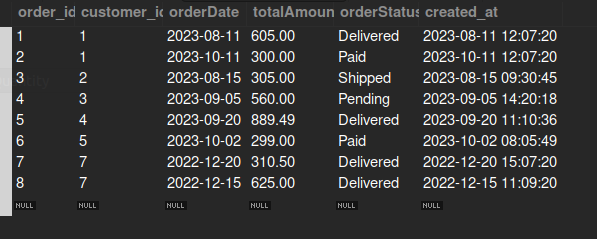 order_id customer_id orderDate totalAmoun orderStatus created_at
1 1 2023-08-11 605.00 Delivered 2023-08-11 12:07:20
2 1 2023-10-11 300.00 Paid 2023-10-11 12:07:20
3 2 2023-08-15 305.00 Shipped 2023-08-15 09:30:45
4 3 2023-09-05 560.00 Pending 2023-09-05 14:20:18
5 4 2023-09-20 889.49 Delivered 2023-09-20 11:10:36
6 5 2023-10-02 299.00 Paid 2023-10-02 08:05:49
7 7 2022-12-20 310.50 Delivered 2022-12-20 15:07:20
8 7 2022-12-15 625.00 Delivered 2022-12-15 11:09:20
NULL NULL NULL NULL NULL NULL